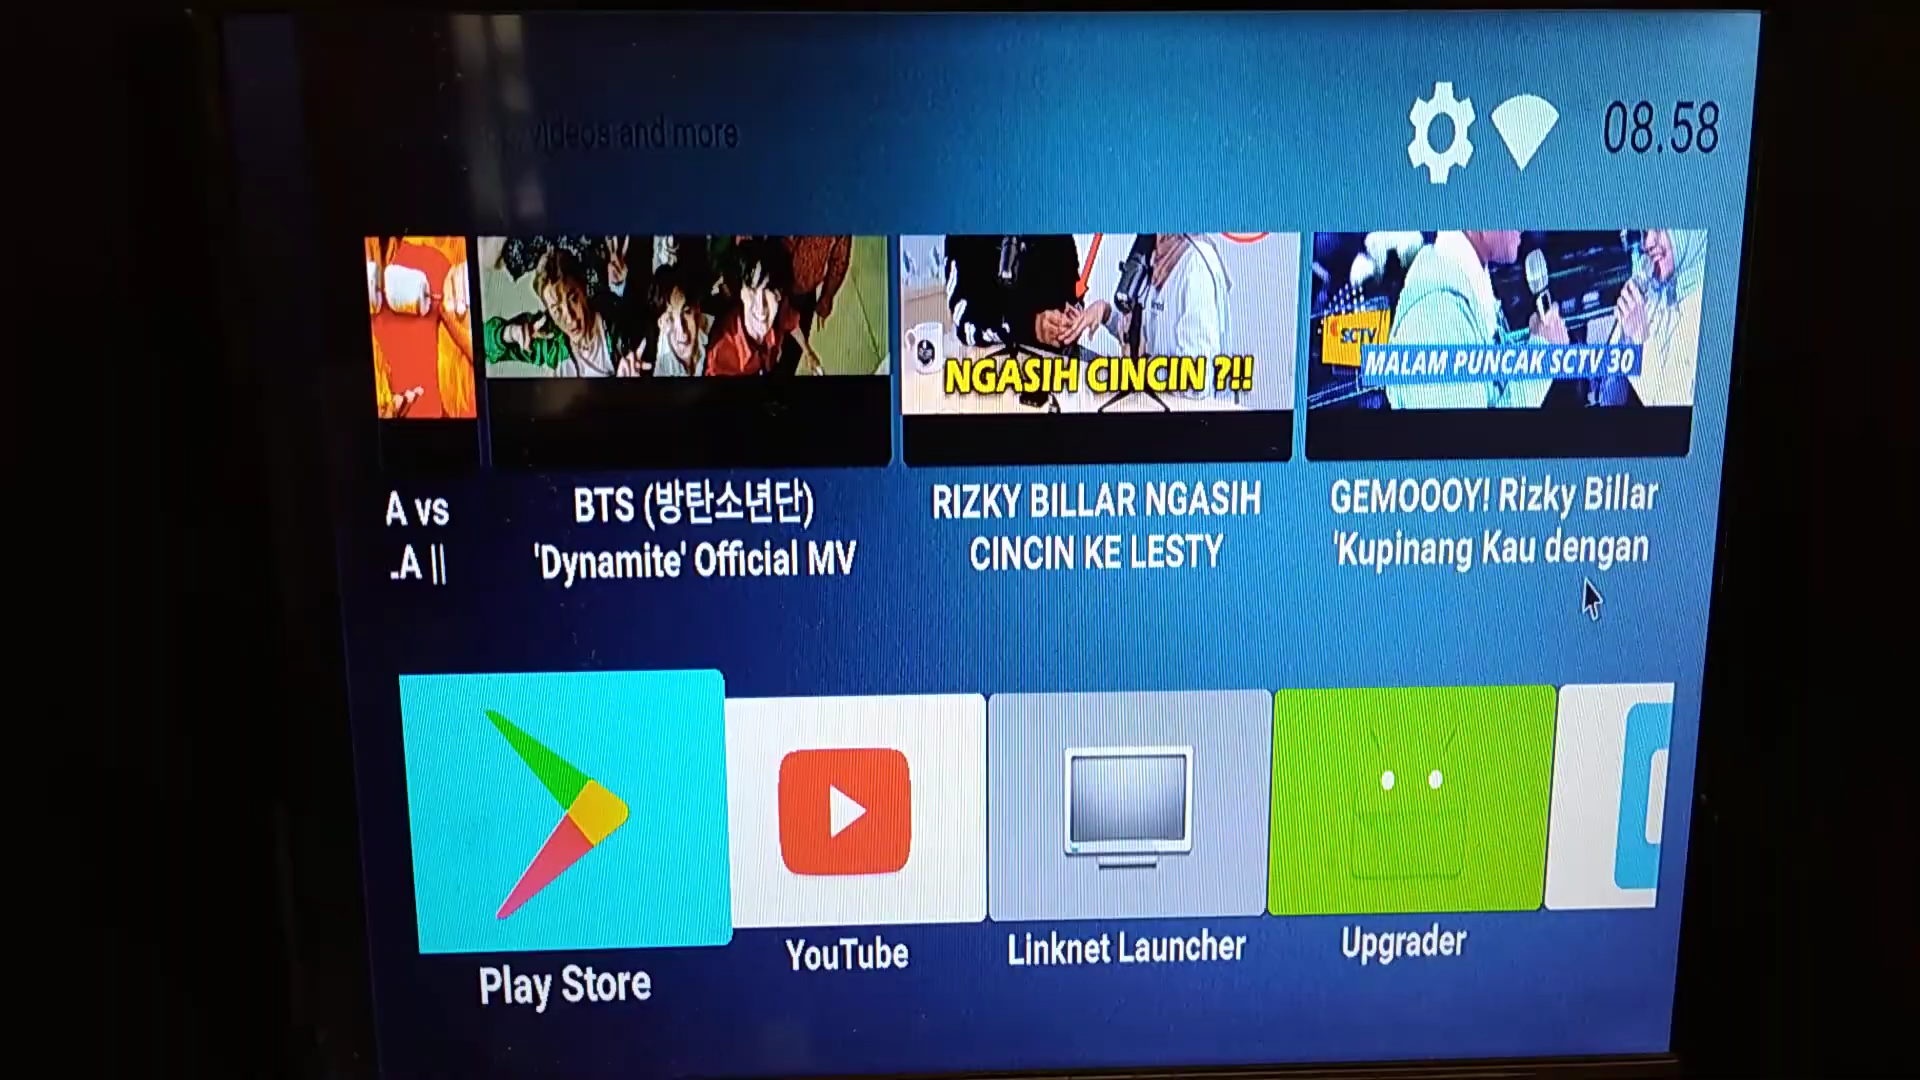 videos and more
08.58
NGASIH CINCIN ?!!
SCTV
MALAM PUNCAK SCTV 30
A vs
.A ||
BTS (방탄소년단)
'Dynamite' Official MV
RIZKY BILLAR NGASIH
CINCIN KE LESTY
GEMOOOY! Rizky Billar
'Kupinang Kau dengan
Play Store
YouTube
Linknet Launcher
Upgrader